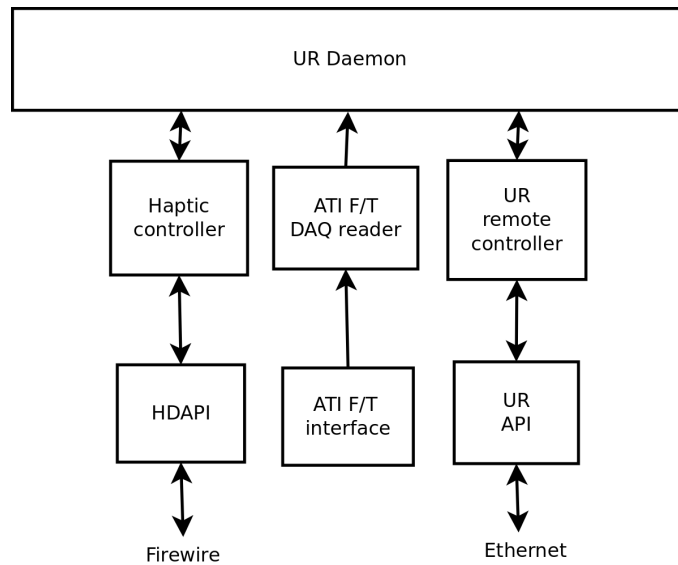 UR Daemon
Haptic
controller
ATI F/T
DAQ reader
UR
remote
controller
HDAPI
ATI F/T
interface
UR
API
Firewire
Ethernet